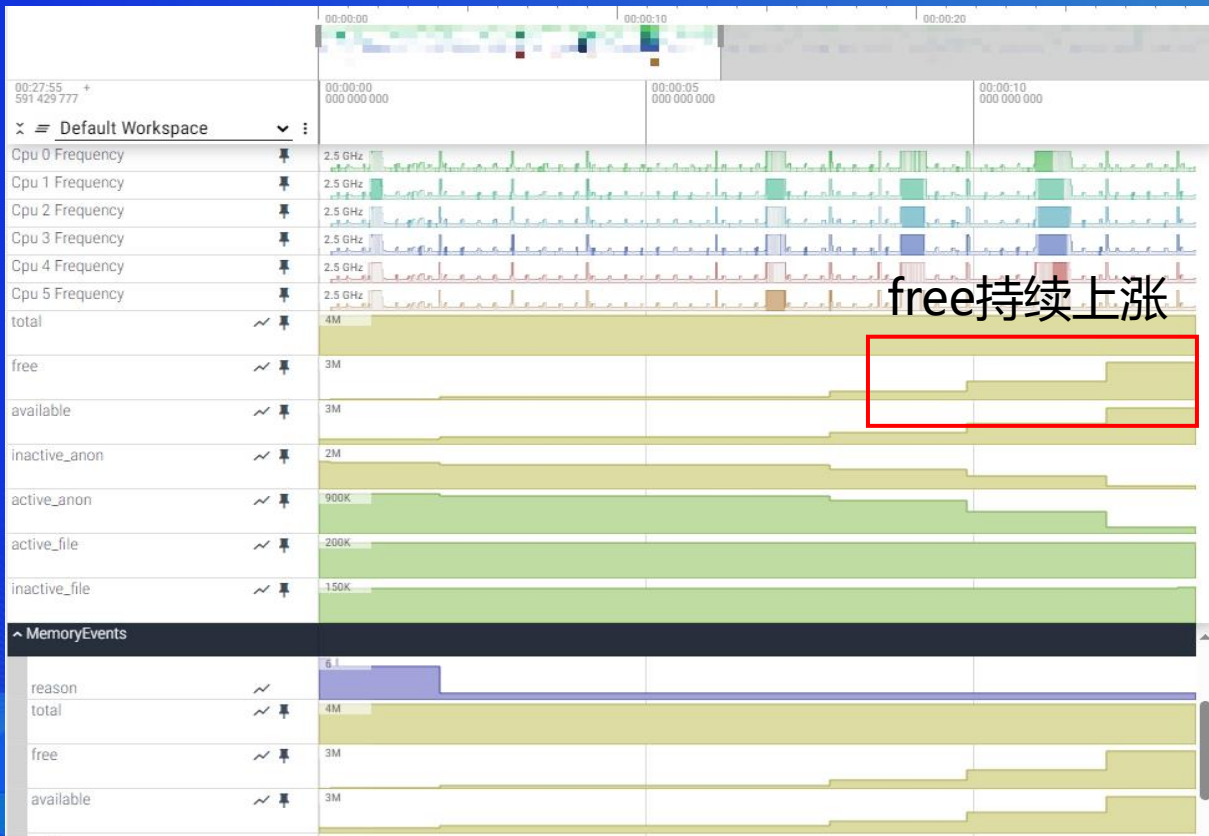 00:00:00 00:00:10 00:00:20
00:27:55 +
591 429 777
00:00:00
000 000 000
00:00:05
000 000 000
00:00:10
000 000 000
Default Workspace
Cpu 0 Frequency 2.5 GHz
Cpu 1 Frequency 2.5 GHz
Cpu 2 Frequency 2.5 GHz
Cpu 3 Frequency 2.5 GHz
Cpu 4 Frequency 2.5 GHz
Cpu 5 Frequency 2.5 GHz
free持续上涨
total 4M
free 3M
available 3M
inactive_anon 2M
active_anon 900K
active_file 200K
inactive_file 150K
MemoryEvents
reason
total 4M
free 3M
available 3M